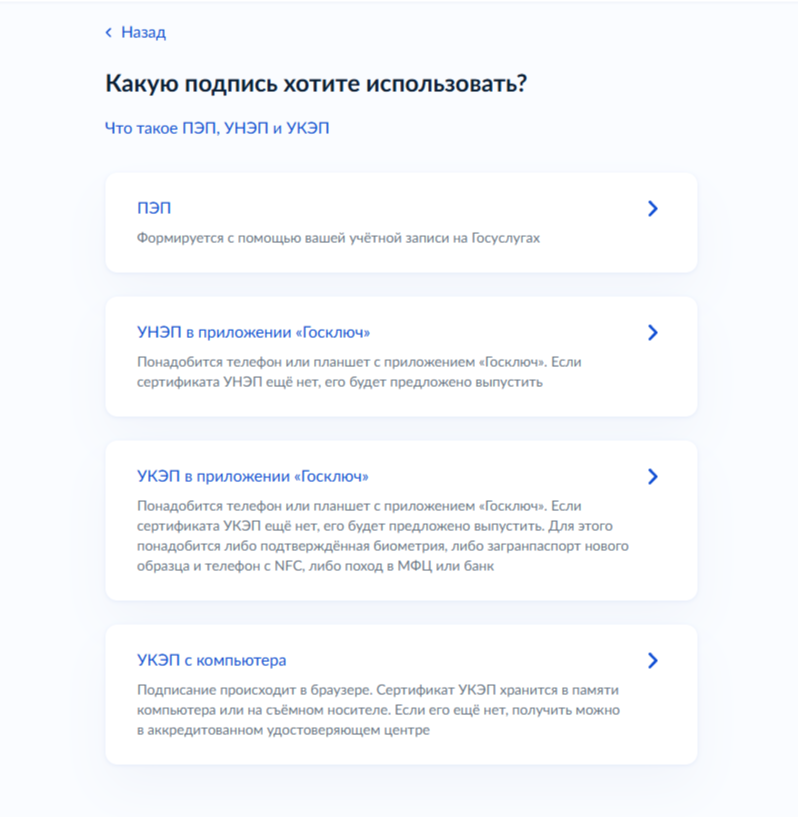 Назад
Какую подпись хотите использовать?
Что такое ПЭП, УНЭП и УКЭП
ПЭП
Формируется с помощью вашей учётной записи на Госуслугах
УНЭП в приложении «Госключ»
Понадобится телефон или планшет с приложением «Госключ». Если
сертификата УНЭП ещё нет, его будет предложено выпустить
УКЭП в приложении «Госключ»
Понадобится телефон или планшет с приложением «Госключ». Если
сертификата УКЭП ещё нет, его будет предложено выпустить. Для этого
понадобится либо подтверждённая биометрия, либо загранпаспорт нового
образца и телефон с NFC, либо поход в МФЦ или банк
УКЭП с компьютера
Подписание происходит в браузере. Сертификат УКЭП хранится в памяти
компьютера или на съёмном носителе. Если его ещё нет, получить можно
в аккредитованном удостоверяющем центре